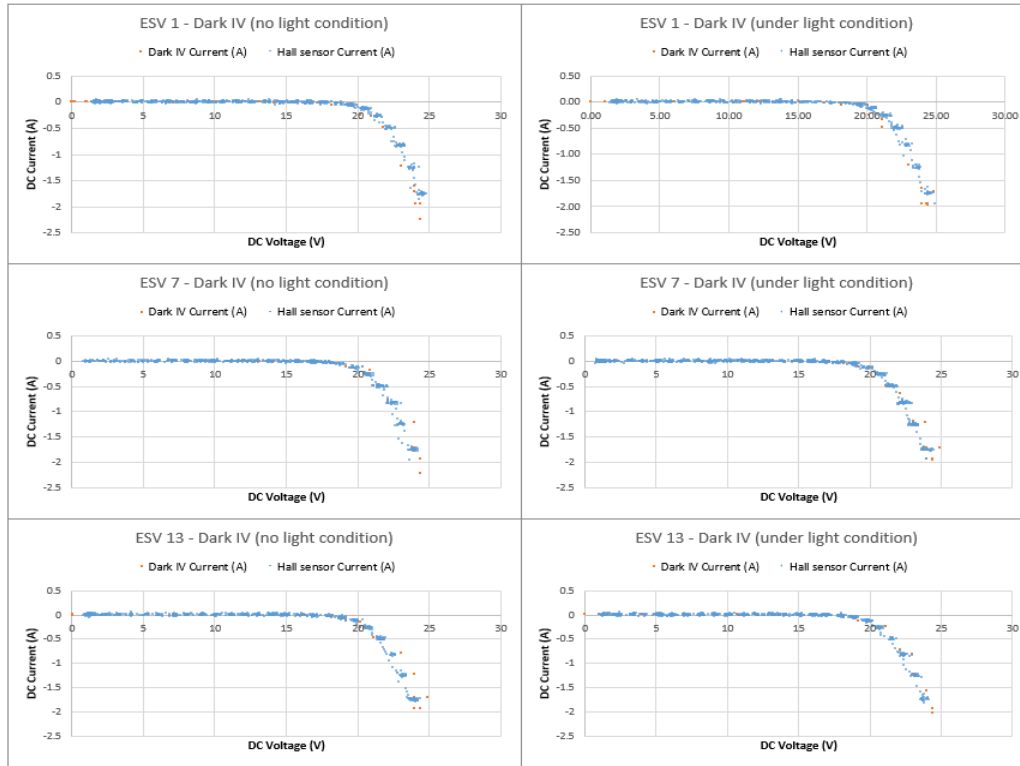 ESV 1 - Dark IV (no light condition)
Dark IV Current (A) Hall sensor Current (A)
0.5
0
0 5 10 15 20 25 30
-0.5
-1
-1.5
-2
-2.5
DC Current (A)
DC Voltage (V)
ESV 1 - Dark IV (under light condition)
Dark IV Current (A) Hall sensor Current (A)
0.50
0.00
0.00 5.00 10.00 15.00 20.00 25.00 30.00
-0.50
-1.00
-1.50
-2.00
-2.50
DC Current (A)
DC Voltage (V)
ESV 7 - Dark IV (no light condition)
Dark IV Current (A) Hall sensor Current (A)
0.5
0
0 5 10 15 20 25 30
-0.5
-1
-1.5
-2
-2.5
DC Current (A)
DC Voltage (V)
ESV 7 - Dark IV (under light condition)
Dark IV Current (A) Hall sensor Current (A)
0.5
0
0 5 10 15 20 25 30
-0.5
-1
-1.5
-2
-2.5
DC Current (A)
DC Voltage (V)
ESV 13 - Dark IV (no light condition)
Dark IV Current (A) Hall sensor Current (A)
0.5
0
0 5 10 15 20 25 30
-0.5
-1
-1.5
-2
-2.5
DC Current (A)
DC Voltage (V)
ESV 13 - Dark IV (under light condition)
Dark IV Current (A) Hall sensor Current (A)
0.5
0
0 5 10 15 20 25 30
-0.5
-1
-1.5
-2
-2.5
DC Current (A)
DC Voltage (V)